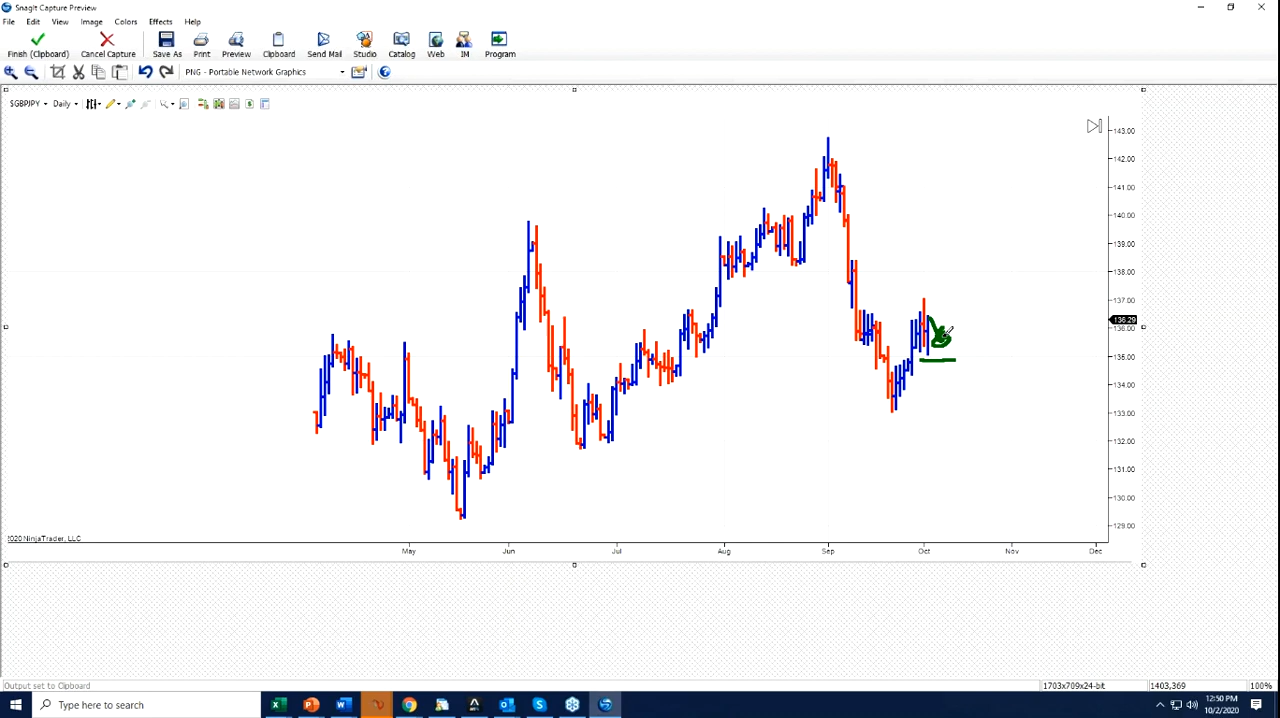 SnagIt Capture Preview
File Edit View Image Colors Effects Help
Finish (Clipboard) Cancel Capture Save As Print Preview Clipboard Send Mail Studio Catalog Web IM Program
PNG - Portable Network Graphics
$GBPJPY Daily
143.00
142.00
141.00
140.00
139.00
138.00
137.00
136.29
136.00
135.00
134.00
133.00
132.00
131.00
130.00
129.00
2020 NinjaTrader, LLC
May Jun Jul Aug Sep Oct Nov Dec
Output set to Clipboard 1703x709x24-bit 1403,369 100%
Type here to search
12:50 PM
10/2/2020